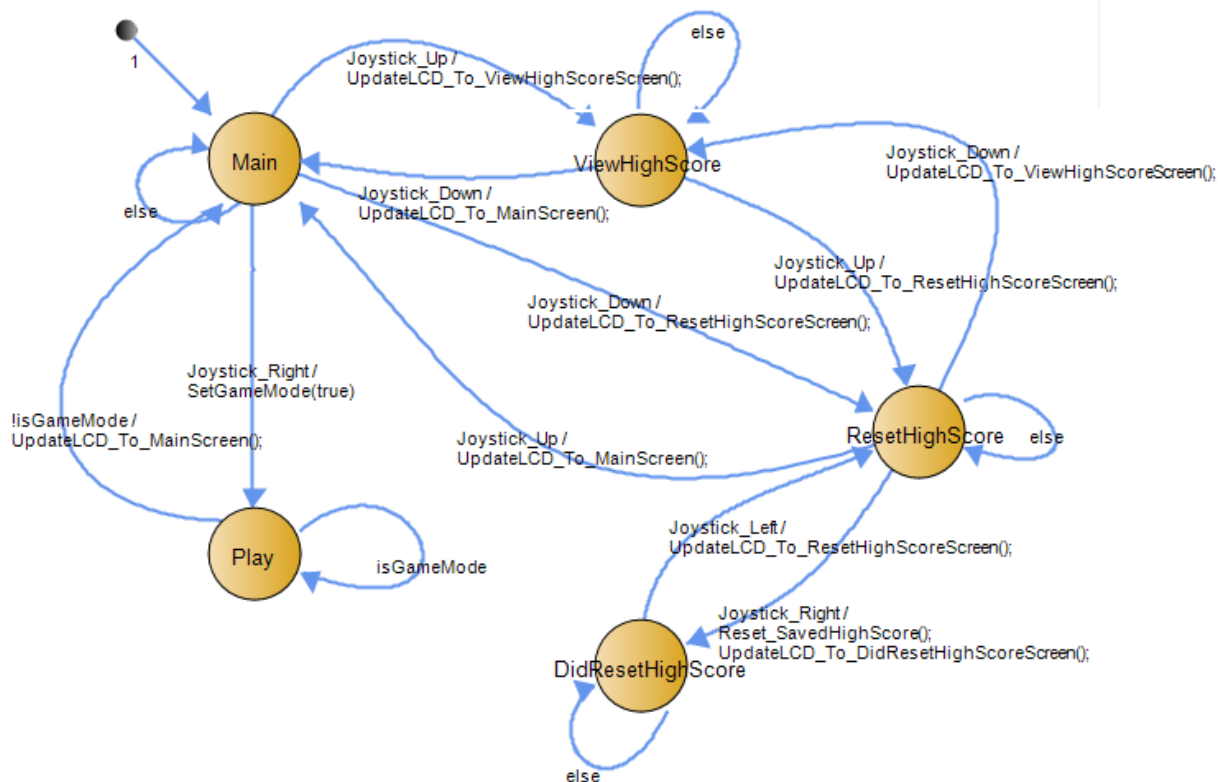 1
Joystick_Up /
UpdateLCD_To_ViewHighScoreScreen();
else
Main
ViewHighScore
Joystick_Down /
UpdateLCD_To_ViewHighScoreScreen();
else
Joystick_Down /
UpdateLCD_To_MainScreen();
Joystick_Up /
UpdateLCD_To_ResetHighScoreScreen();
Joystick_Down /
UpdateLCD_To_ResetHighScoreScreen();
Joystick_Right /
SetGameMode(true)
!isGameMode /
UpdateLCD_To_MainScreen();
Joystick_Up /
UpdateLCD_To_MainScreen();
ResetHighScore
else
Play
isGameMode
Joystick_Left /
UpdateLCD_To_ResetHighScoreScreen();
Joystick_Right /
Reset_SavedHighScore();
UpdateLCD_To_DidResetHighScoreScreen();
DidResetHighScore
else